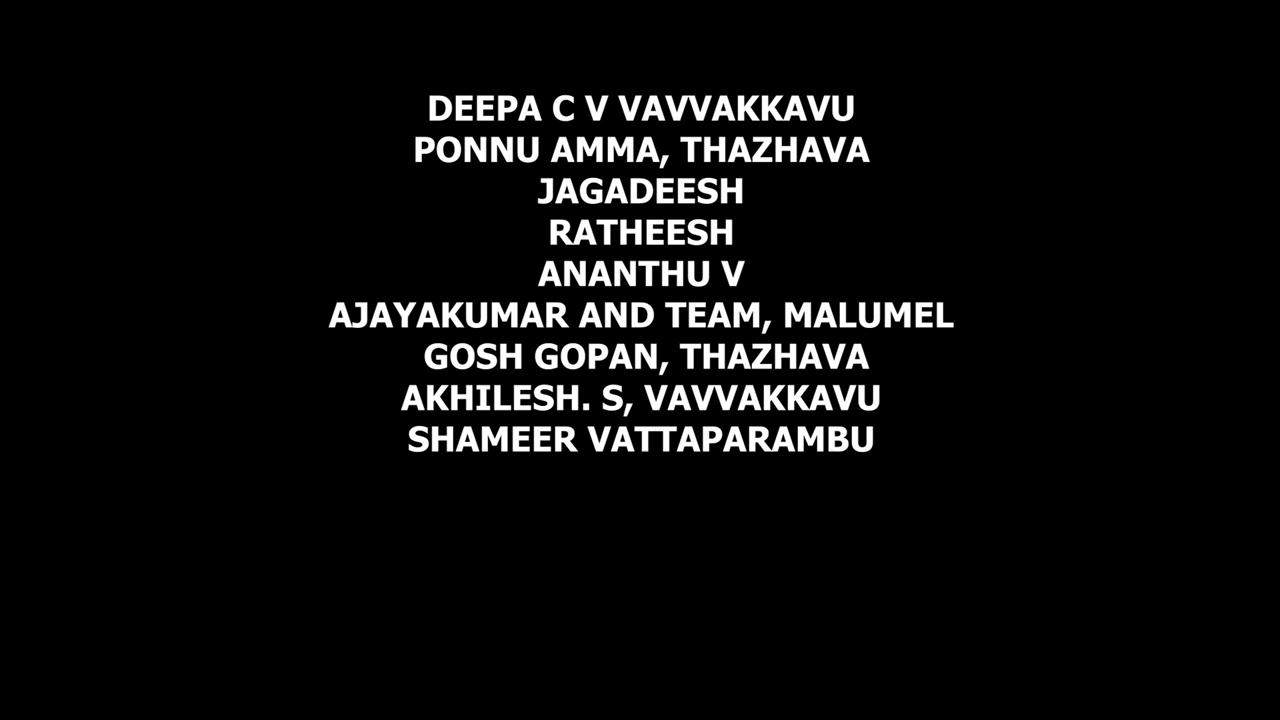 DEEPA C V VAVVAKKAVU
PONNU AMMA, THAZHAVA
JAGADEESH
RATHEESH
ANANTHU V
AJAYAKUMAR AND TEAM, MALUMEL
GOSH GOPAN, THAZHAVA
AKHILESH. S, VAVVAKKAVU
SHAMEER VATTAPARAMBU